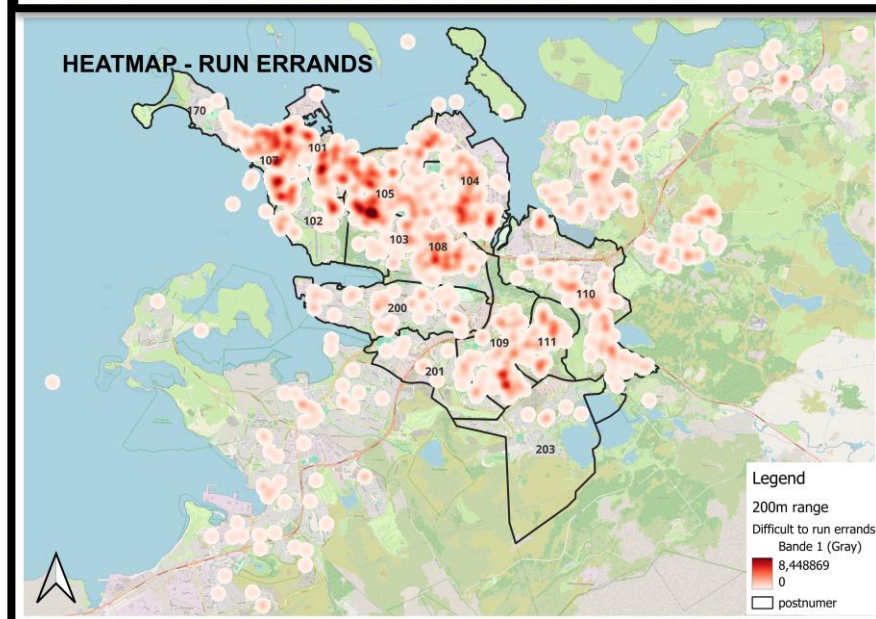 HEATMAP - RUN ERRANDS
170
101
107
104
105
102
103
108
110
200
109
111
201
203
Legend
200m range
Difficult to run errands
Bande 1 (Gray)
8,448869
0
postnumer